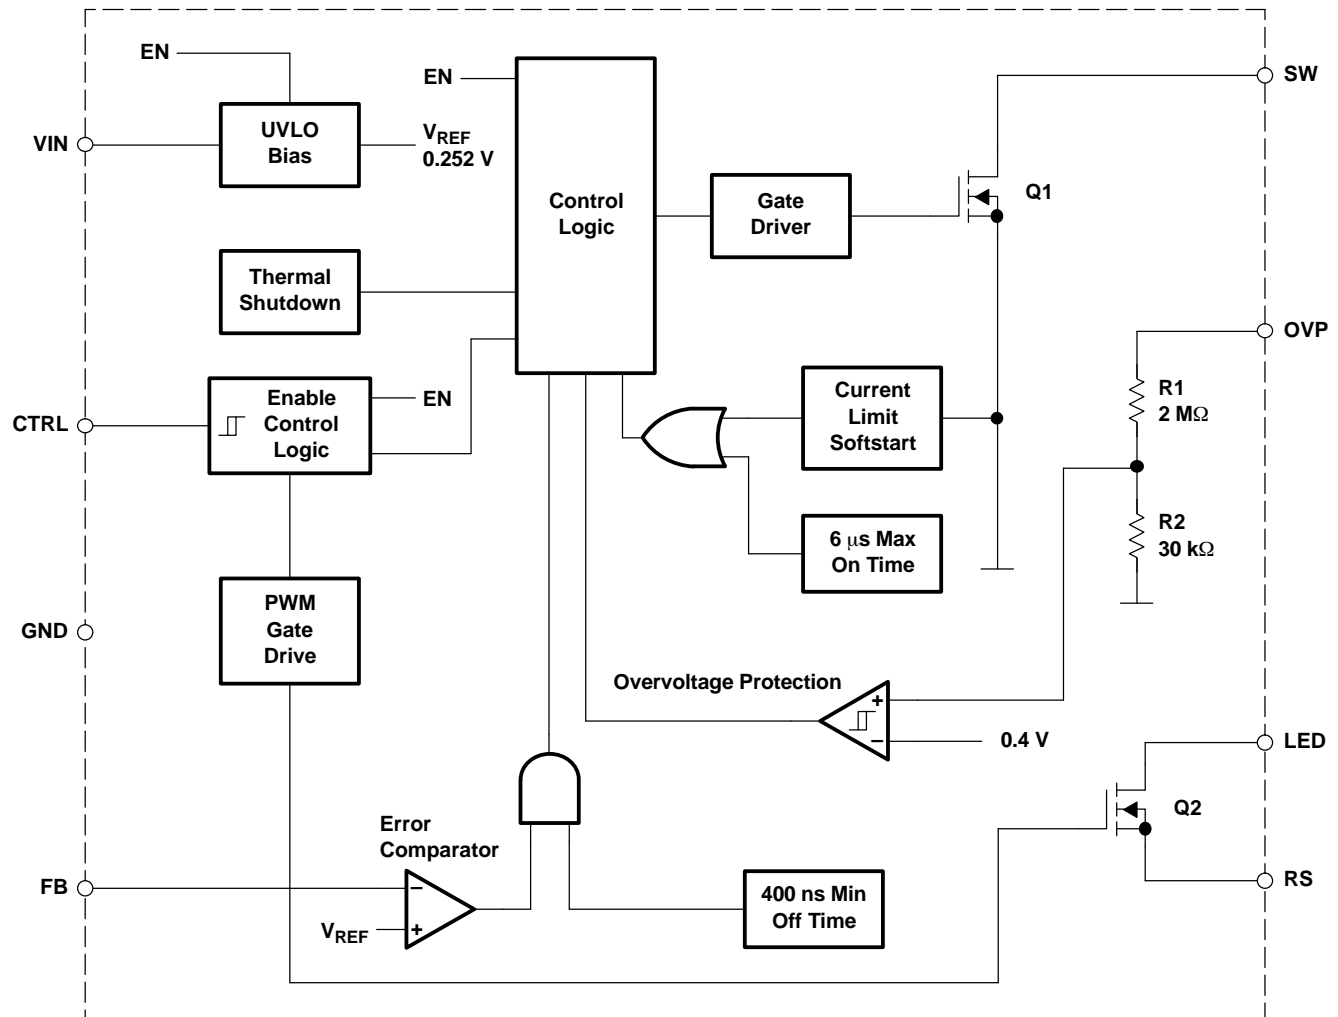 EN
EN
SW
VIN
UVLO
Bias
VREF
0.252 V
Control
Logic
Gate
Driver
Q1
Thermal
Shutdown
OVP
R1
2 MΩ
CTRL
Enable
Control
Logic
EN
Current
Limit
Softstart
R2
30 kΩ
6 μs Max
On Time
GND
PWM
Gate
Drive
Overvoltage Protection
+
−
0.4 V
LED
Q2
Error
Comparator
FB
−
VREF
+
400 ns Min
Off Time
RS